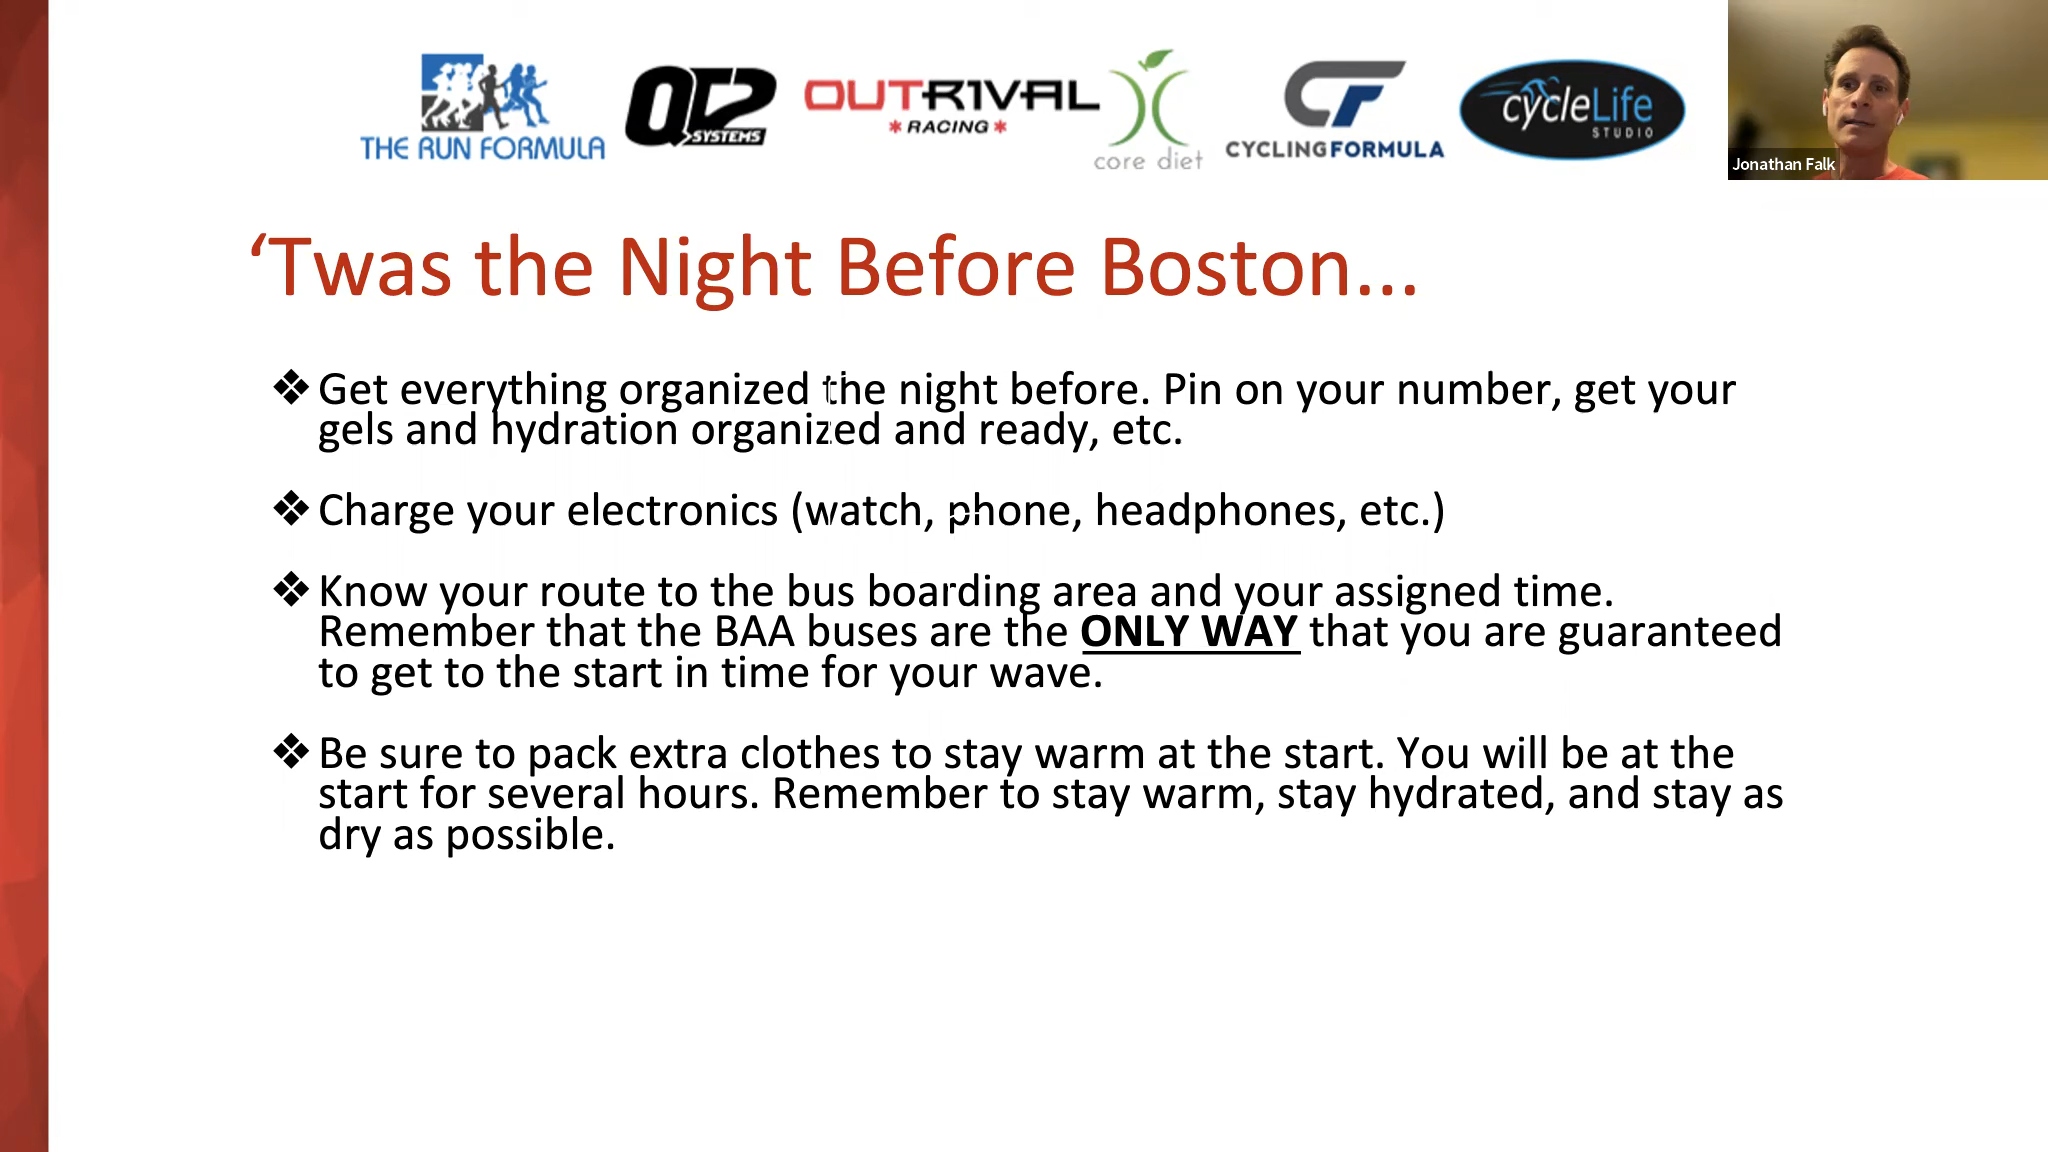 THE RUN FORMULA
QT2 SYSTEMS
OUTRIVAL
RACING
core diet
CF
CYCLINGFORMULA
cycleLife
STUDIO
Jonathan Falk
‘Twas the Night Before Boston...
❖ Get everything organized the night before. Pin on your number, get your
gels and hydration organized and ready, etc.
❖ Charge your electronics (watch, phone, headphones, etc.)
❖ Know your route to the bus boarding area and your assigned time.
Remember that the BAA buses are the ONLY WAY that you are guaranteed
to get to the start in time for your wave.
❖ Be sure to pack extra clothes to stay warm at the start. You will be at the
start for several hours. Remember to stay warm, stay hydrated, and stay as
dry as possible.